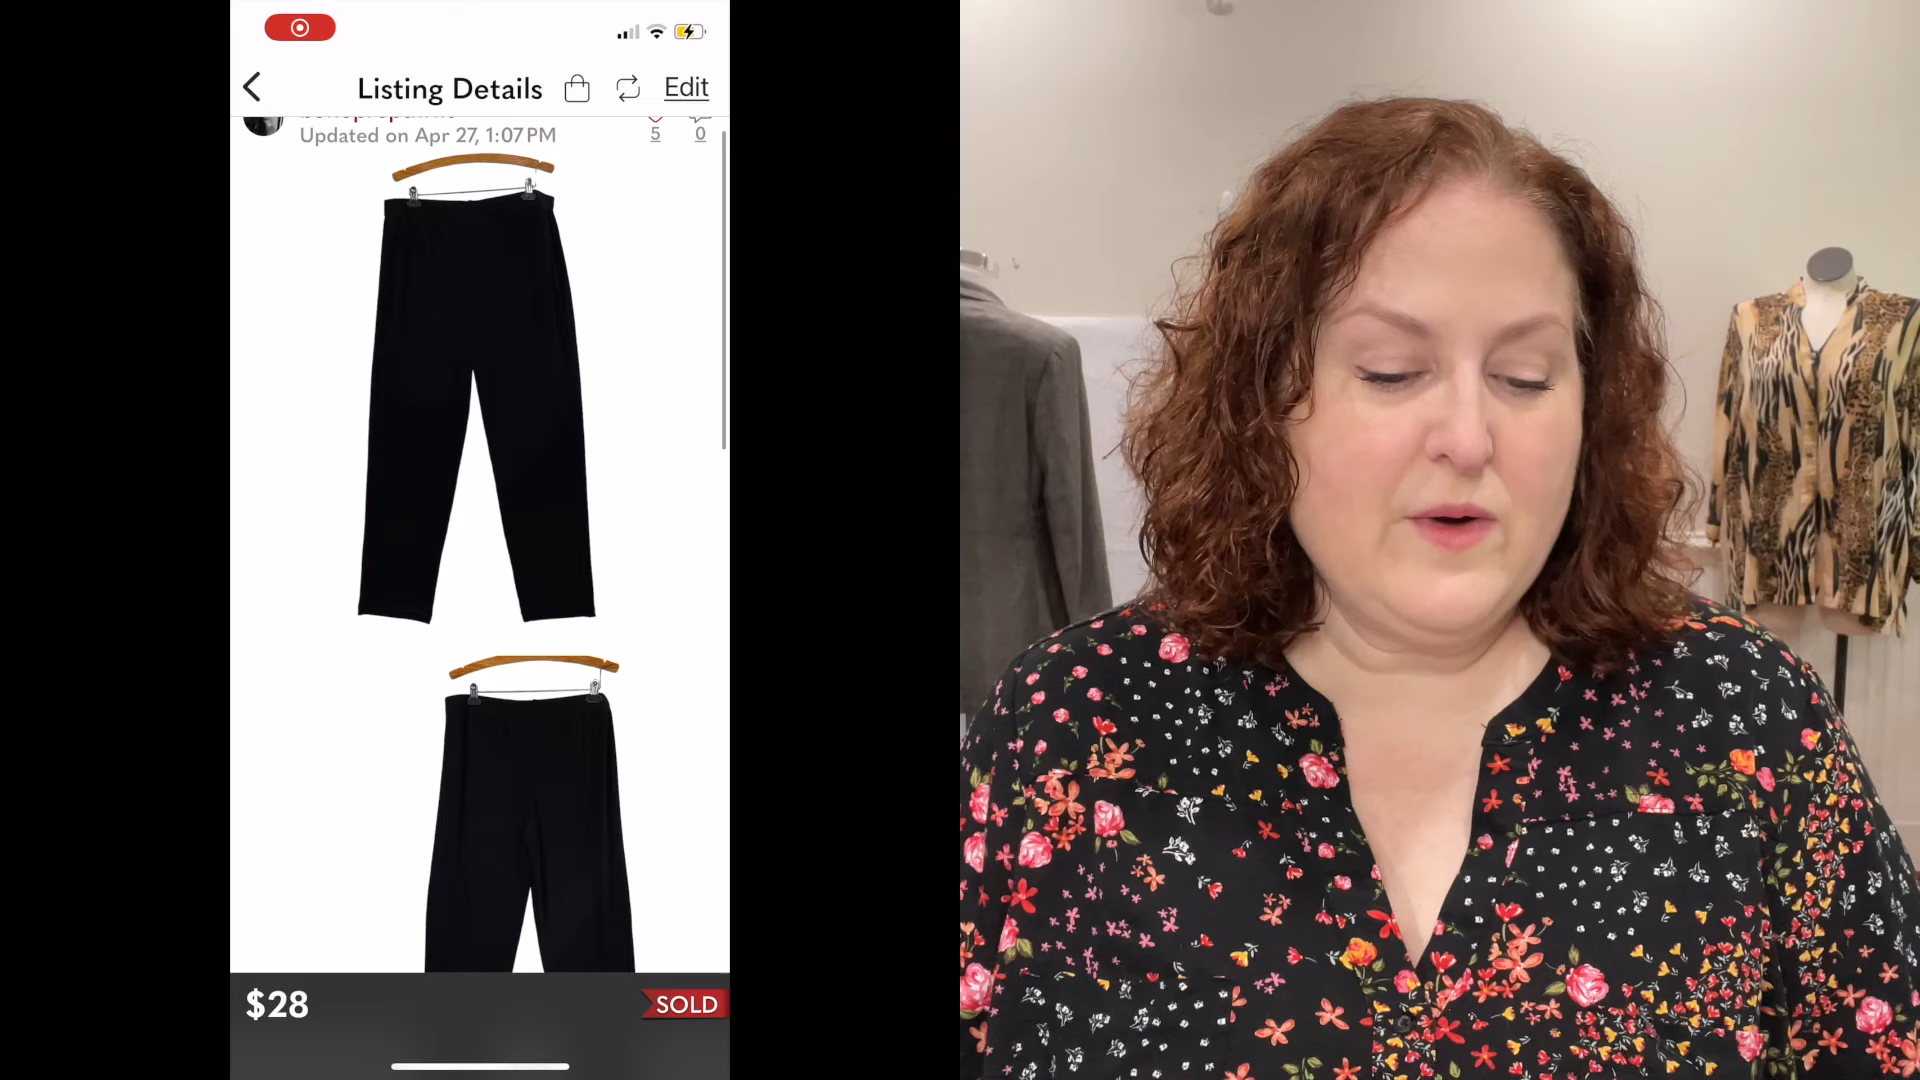 Listing Details
Edit
Updated on Apr 27, 1:07 PM
5
0
$28
SOLD